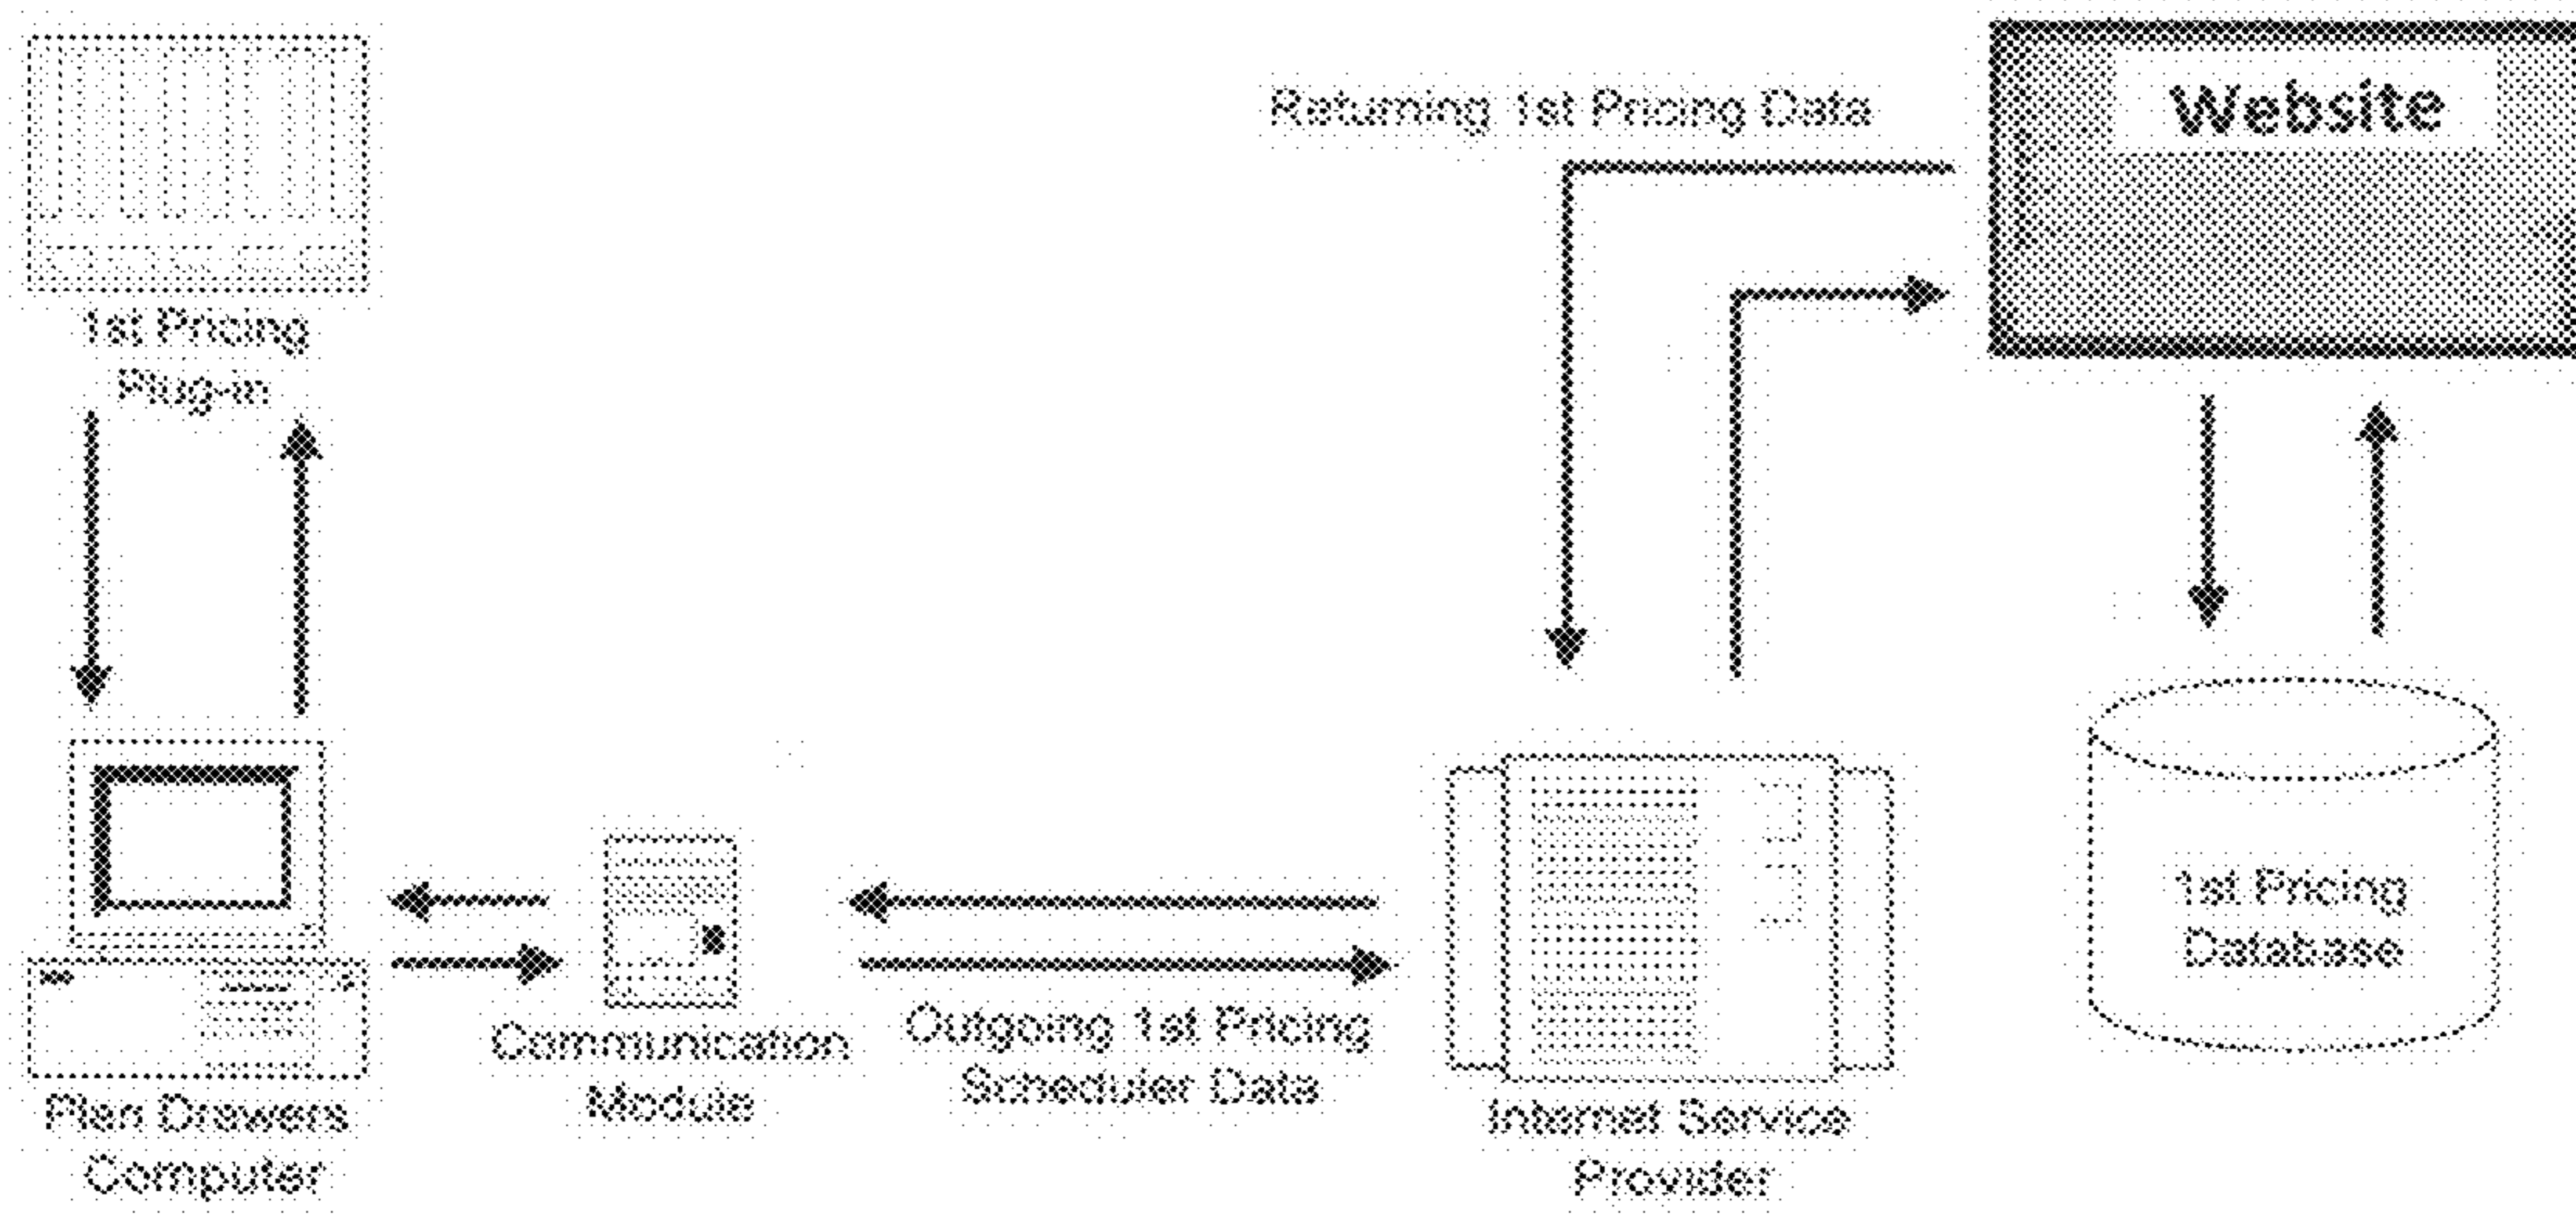 Returning 1st Pricing Data
Website
1st Pricing
Plug-in
1st Pricing
Database
Communication
Module
Outgoing 1st Pricing
Scheduler Data
Plan Drawers
Computer
Internet Service
Provider